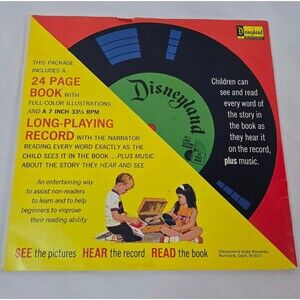 Disneyland
THIS PACKAGE
INCLUDES A
24 PAGE
BOOK WITH
FULL-COLOR ILLUSTRATIONS
AND A 7 INCH 33⅓ RPM
LONG-PLAYING
RECORD WITH THE NARRATOR
READING EVERY WORD EXACTLY AS THE
CHILD SEES IT IN THE BOOK...PLUS MUSIC
ABOUT THE STORY THEY HEAR AND SEE
Disneyland
Children can
see and read
every word of
the story in
the book as
they hear it
on the record,
plus music.
An entertaining way
to assist non-readers
to learn and to help
beginners to improve
their reading ability
SEE the pictures HEAR the record READ the book
Disneyland Vista Records,
Burbank, Calif. 91521